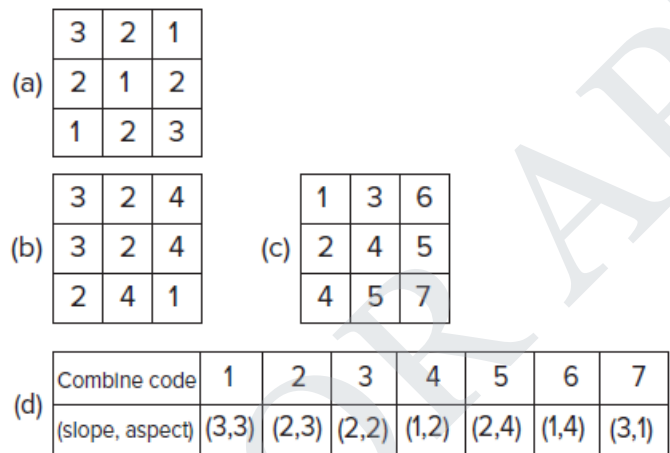 3 2 1
(a) 2 1 2
1 2 3
3 2 4
(b) 3 2 4
2 4 1
1 3 6
(c) 2 4 5
4 5 7
(d)
Combine code 1 2 3 4 5 6 7
(slope, aspect) (3,3) (2,3) (2,2) (1,2) (2,4) (1,4) (3,1)
OR AP